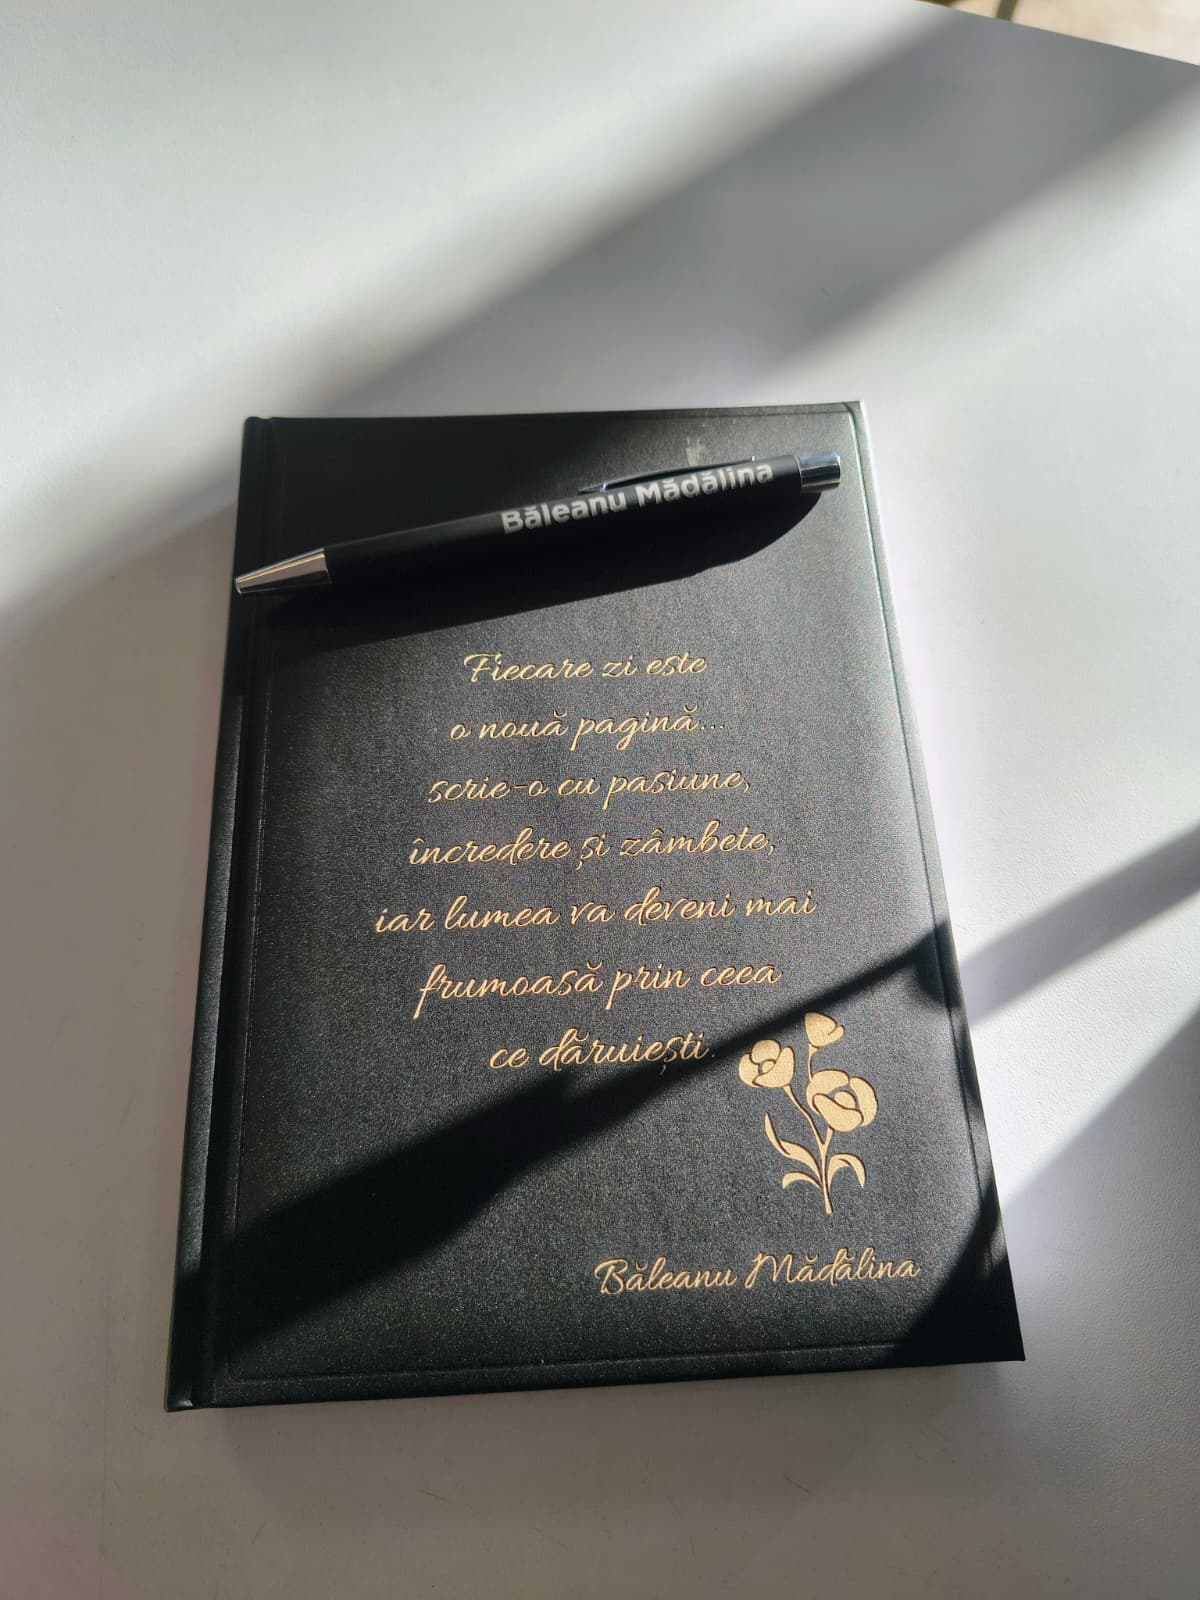 Băleanu Mădălina
Fiecare zi este
o nouă pagină...
scrie-o cu pasiune,
încredere și zâmbete,
iar lumea va deveni mai
frumoasă prin ceea
ce dăruiești.
Băleanu Mădălina